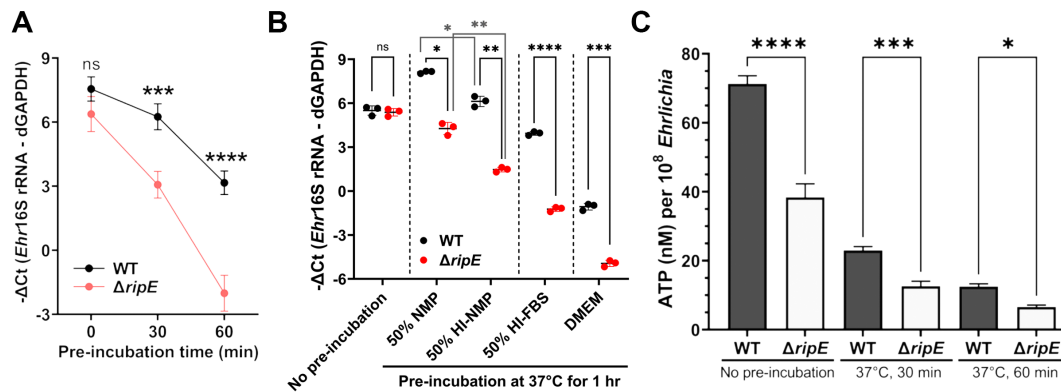 A
-ΔCt (Ehr16S rRNA - dGAPDH)
9
6
3
0
-3
ns
***
****
WT
ΔripE
0
30
60
Pre-incubation time (min)
B
-ΔCt (Ehr16S rRNA - dGAPDH)
9
6
3
0
-3
-6
ns
*
*
**
**
****
***
WT
ΔripE
No pre-incubation
50% NMP
50% HI-NMP
50% HI-FBS
DMEM
Pre-incubation at 37°C for 1 hr
C
ATP (nM) per 10⁸ Ehrlichia
80
60
40
20
0
****
***
*
WT
ΔripE
WT
ΔripE
WT
ΔripE
No pre-incubation
37°C, 30 min
37°C, 60 min